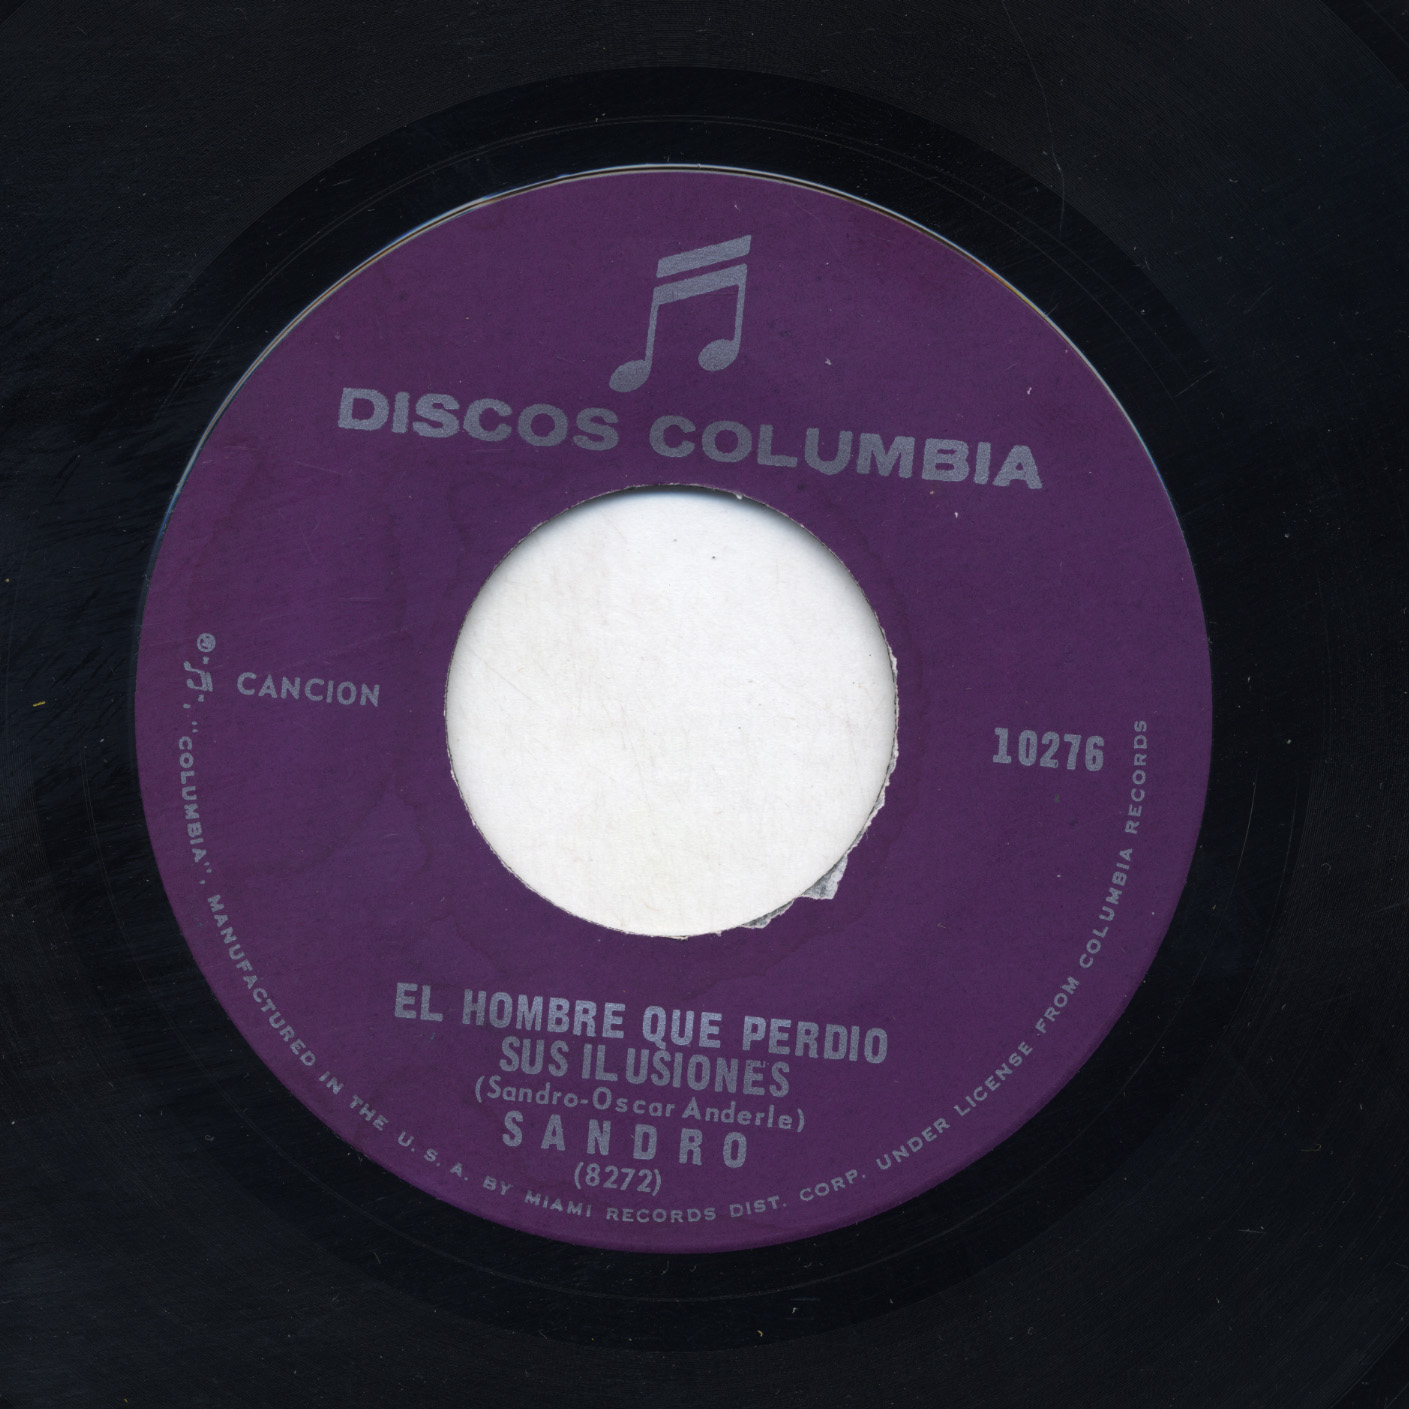 DISCOS COLUMBIA
CANCION
10276
EL HOMBRE QUE PERDIO
SUS ILUSIONES
(Sandro-Oscar Anderle)
SANDRO
(8272)
"COLUMBIA", MANUFACTURED IN THE U.S.A. BY MIAMI RECORDS DIST. CORP. UNDER LICENSE FROM COLUMBIA RECORDS